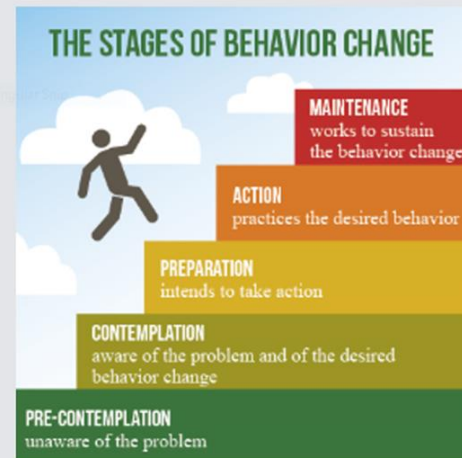 THE STAGES OF BEHAVIOR CHANGE
MAINTENANCE
works to sustain
the behavior change
ACTION
practices the desired behavior
PREPARATION
intends to take action
CONTEMPLATION
aware of the problem and of the desired
behavior change
PRE-CONTEMPLATION
unaware of the problem